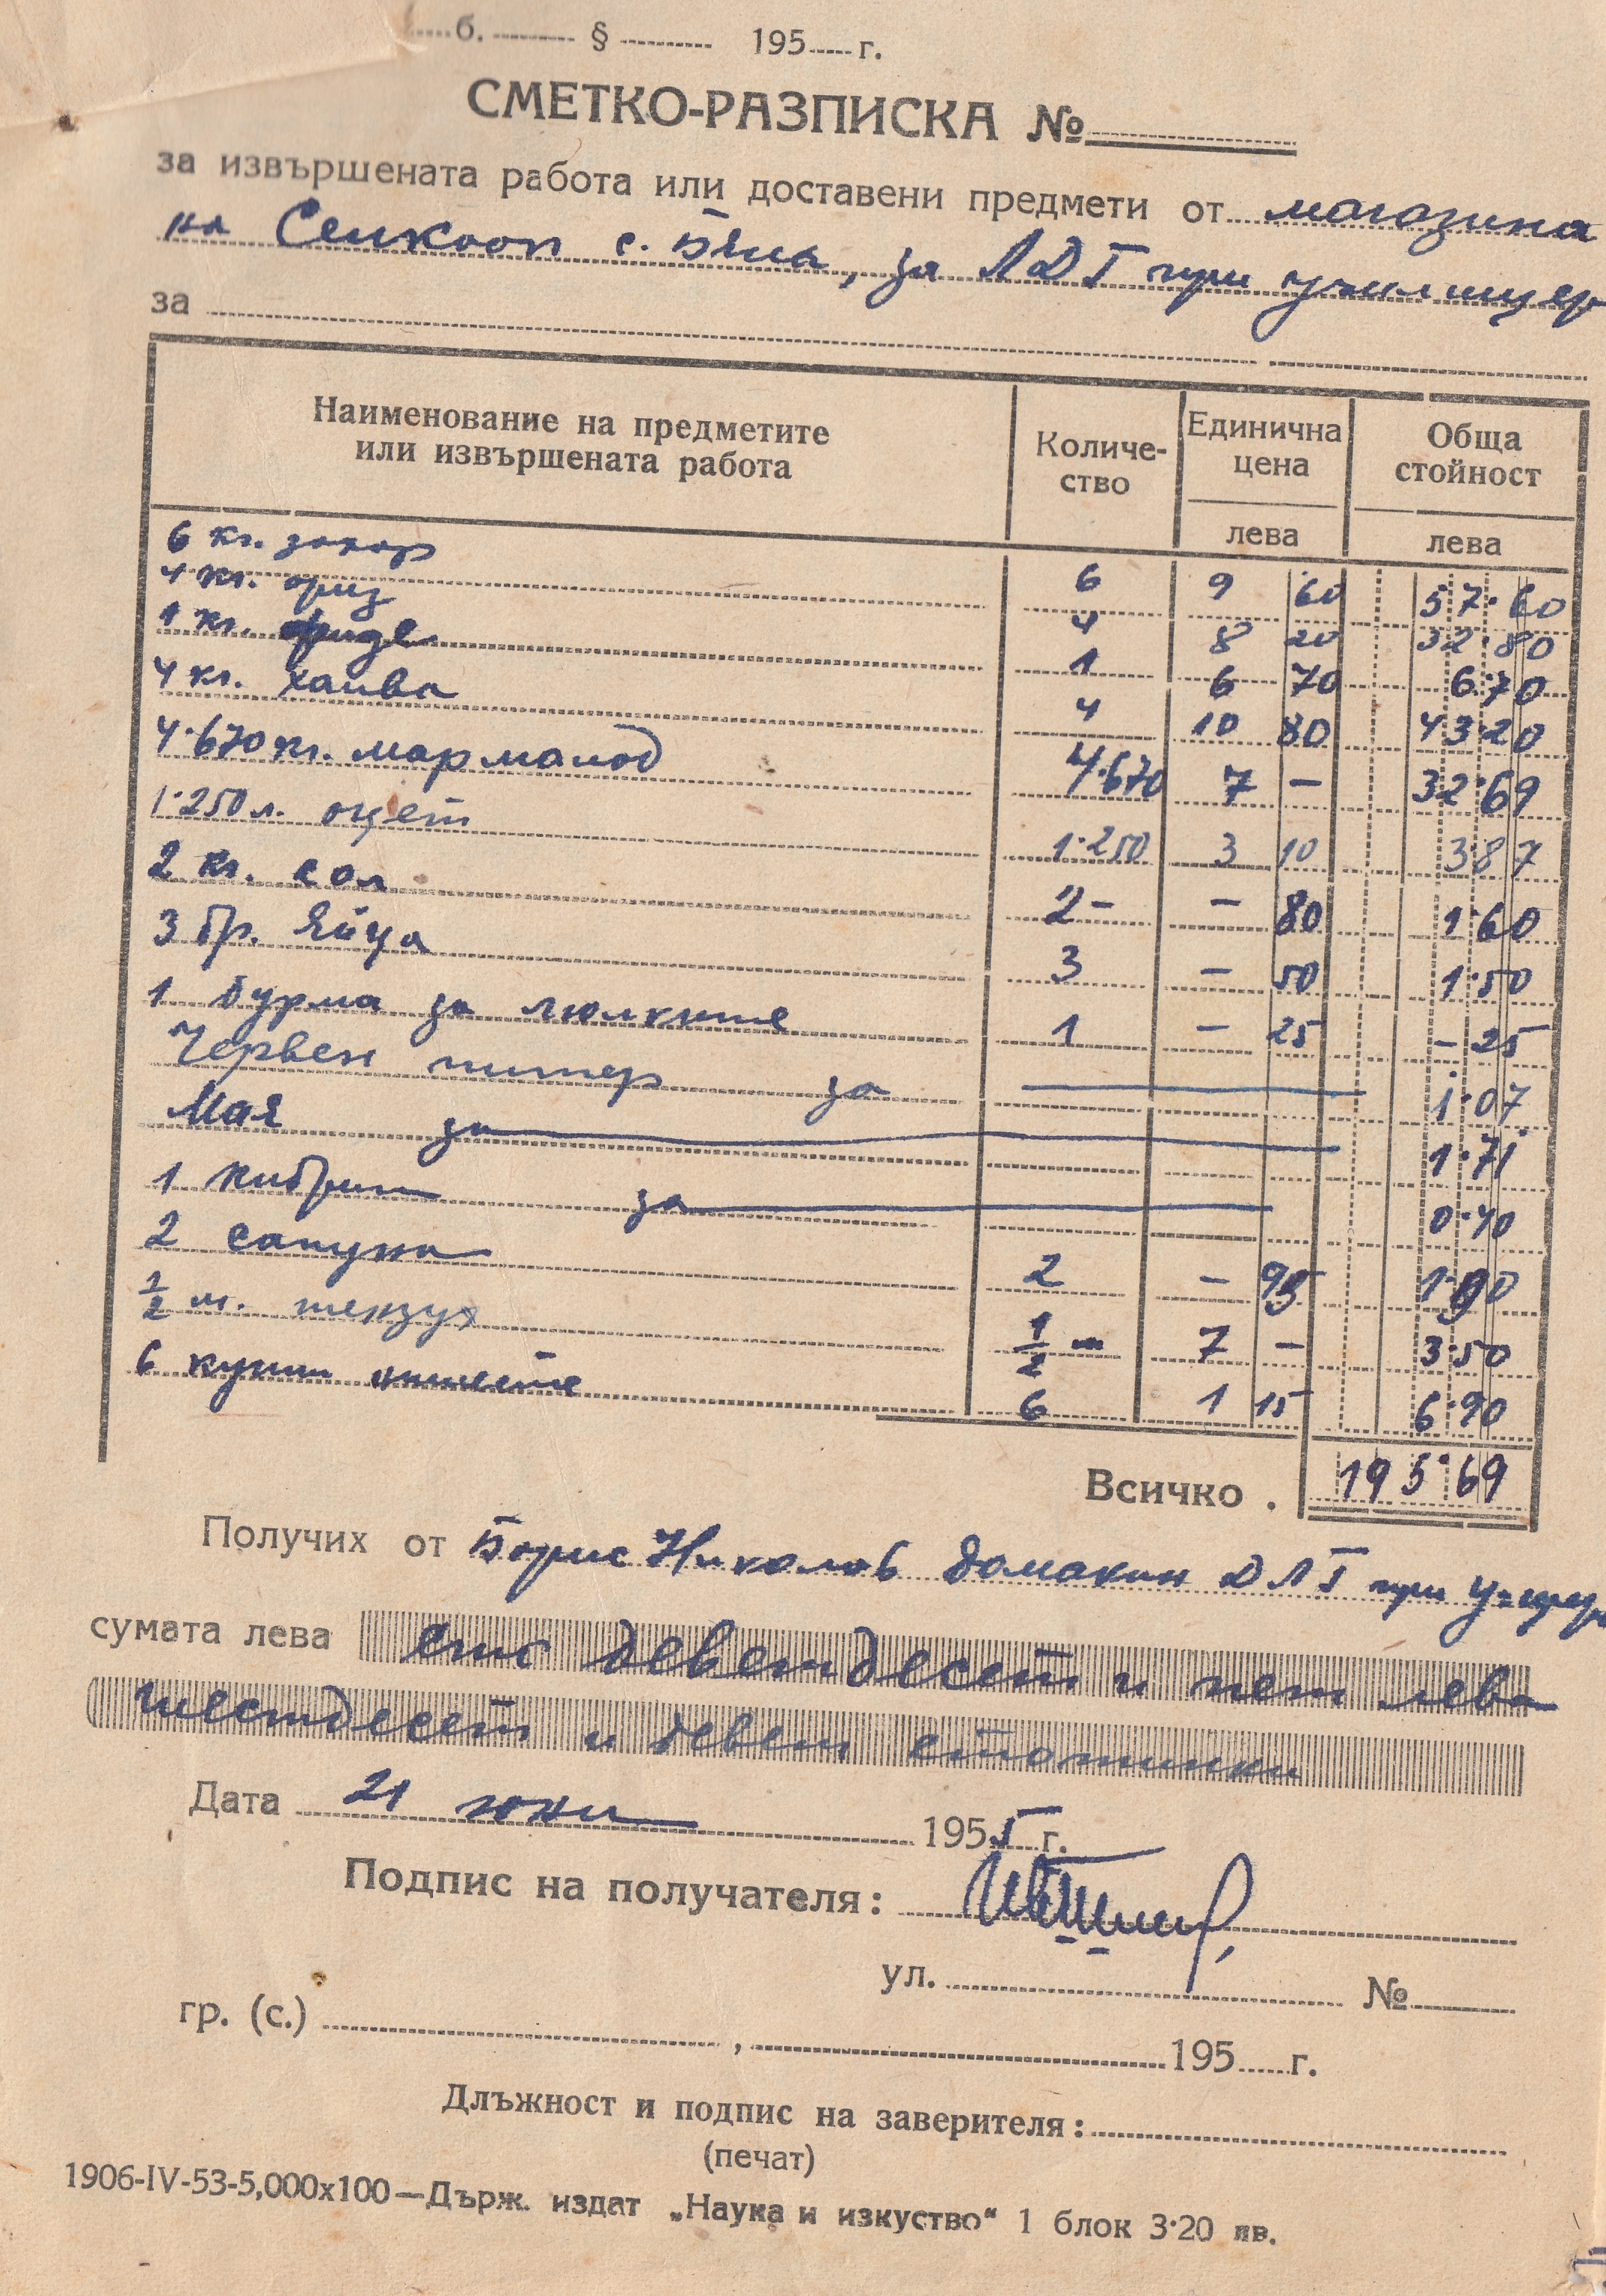 б. § 195 г.
СМЕТКО-РАЗПИСКА №
за извършената работа или доставени предмети от магазина
на Селкооп с. Бяла, за ЛДГ при училището
за
Наименование на предметите или извършената работа Количе-ство Единична цена Обща стойност
лева лева
6 кг. захар 6 9 60 57.60
4 кг. ориз 4 8 20 32.80
1 кг. фиде 1 6 70 6.70
4 кг. халва 4 10 80 43.20
4.670 кг. мармалад 4.670 7 — 32.69
1.250 л. оцет 1.250 3 10 3.87
2 кг. сол 2 — — 80 1.60
3 бр. яйца 3 — 50 1.50
1 бурма за люлките 1 — 25 — 25
Червен пипер за 1.07
Мая за 1.71
1 кибрит за 0.40
2 сапуна 2 — 95 1.90
1/2 м. тензух 1/2 — 7 — 3.50
6 купи 6 1 15 6.90
Всичко . 195.69
Получих от Борис Николов домакин ДЛГ при
сумата лева сто деветдесет и пет лева
шестдесет и девет стотинки
Дата 21 юни 1955 г.
Подпис на получателя:
ул. №
гр. (с.) , 195 г.
Длъжност и подпис на заверителя:
(печат)
1906-IV-53-5,000x100—Държ. издат „Наука и изкуство“ 1 блок 3.20 лв.